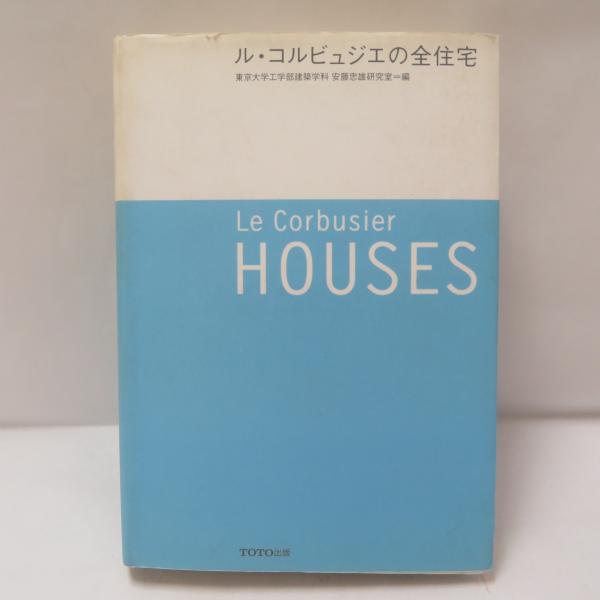 ル・コルビュジエの全住宅
東京大学工学部建築学科 安藤忠雄研究室=編
Le Corbusier
HOUSES
TOTO出版